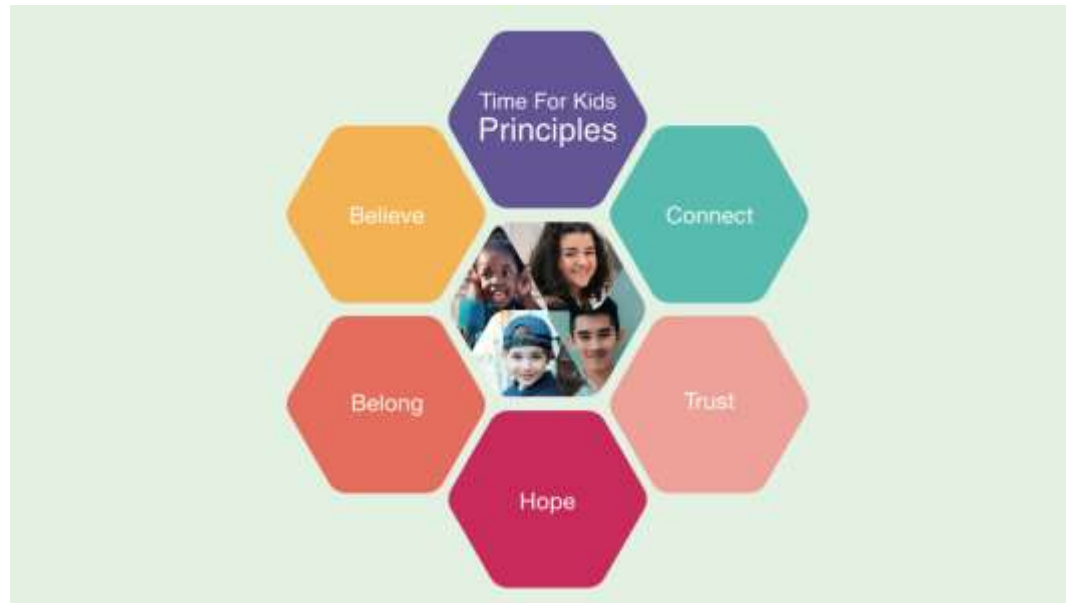 Time For Kids
Principles
Connect
Trust
Hope
Belong
Believe